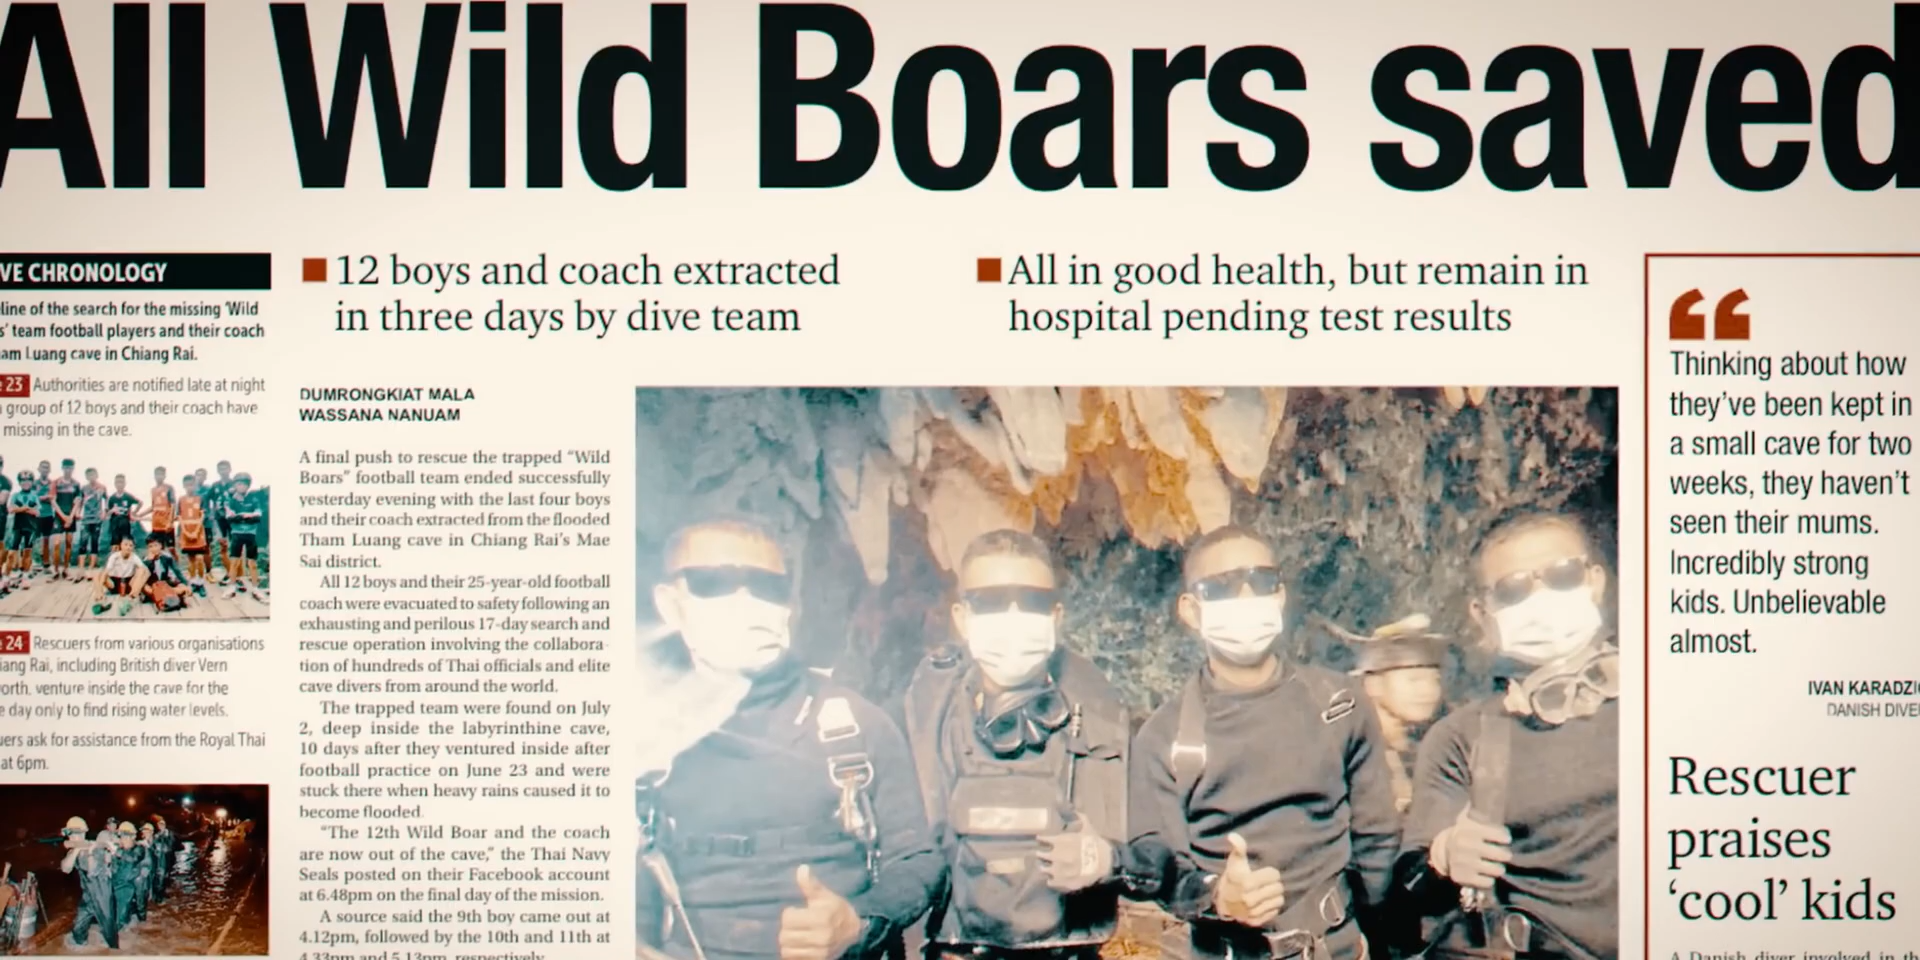 All Wild Boars saved
VE CHRONOLOGY
line of the search for the missing 'Wild
s' team football players and their coach
am Luang cave in Chiang Rai.
23 Authorities are notified late at night
group of 12 boys and their coach have
missing in the cave.
24 Rescuers from various organisations
iang Rai, including British diver Vern
orth, venture inside the cave for the
day only to find rising water levels.
uers ask for assistance from the Royal Thai
at 6pm.
12 boys and coach extracted
in three days by dive team
All in good health, but remain in
hospital pending test results
DUMRONGKIAT MALA
WASSANA NANUAM
A final push to rescue the trapped “Wild
Boars” football team ended successfully
yesterday evening with the last four boys
and their coach extracted from the flooded
Tham Luang cave in Chiang Rai’s Mae
Sai district.
All 12 boys and their 25-year-old football
coach were evacuated to safety following an
exhausting and perilous 17-day search and
rescue operation involving the collabora-
tion of hundreds of Thai officials and elite
cave divers from around the world.
The trapped team were found on July
2, deep inside the labyrinthine cave,
10 days after they ventured inside after
football practice on June 23 and were
stuck there when heavy rains caused it to
become flooded.
“The 12th Wild Boar and the coach
are now out of the cave,” the Thai Navy
Seals posted on their Facebook account
at 6.48pm on the final day of the mission.
A source said the 9th boy came out at
4.12pm, followed by the 10th and 11th at
4.33pm and 5.13pm, respectively.
“
Thinking about how
they’ve been kept in
a small cave for two
weeks, they haven’t
seen their mums.
Incredibly strong
kids. Unbelievable
almost.
IVAN KARADZI
DANISH DIVE
Rescuer
praises
‘cool’ kids
A Danish diver involved in th